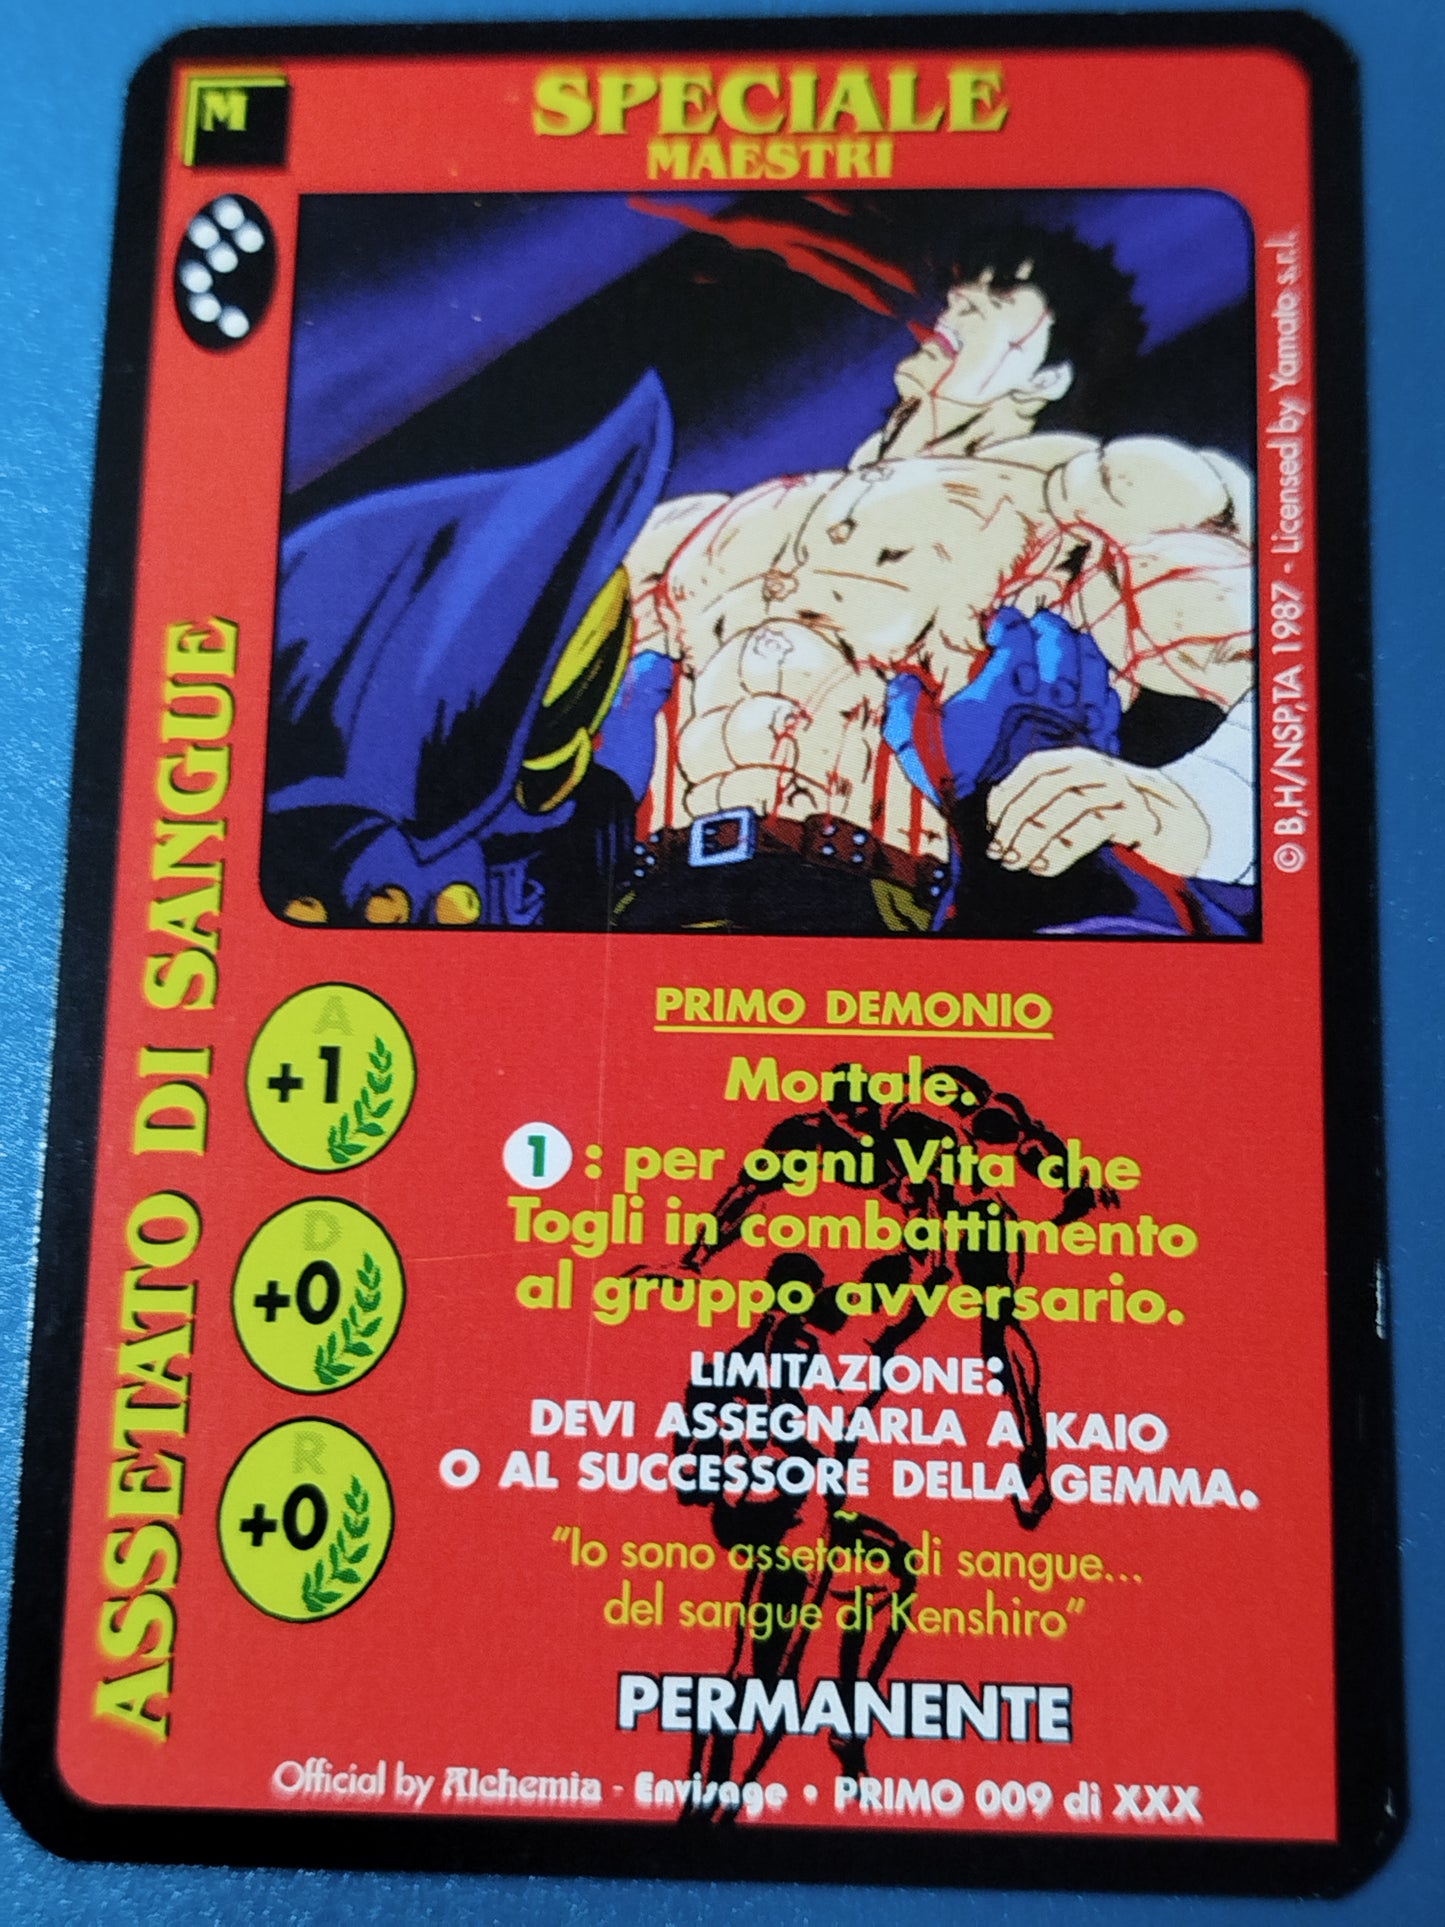 M
SPECIALE
MAESTRI
© B,H/NSP,TA 1987 - Licensed by Yamato s.r.l.
ASSETATO DI SANGUE
A
+1
D
+0
R
+0
PRIMO DEMONIO
Mortale.
1 : per ogni Vita che
Togli in combattimento
al gruppo avversario.
LIMITAZIONE:
DEVI ASSEGNARLA A KAIO
O AL SUCCESSORE DELLA GEMMA.
~
"Io sono assetato di sangue...
del sangue di Kenshiro"
PERMANENTE
Official by Alchemia - Envisage • PRIMO 009 di XXX